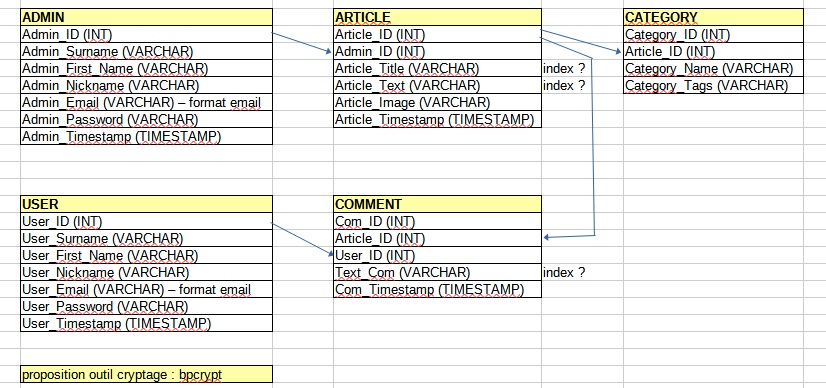 ADMIN
Admin_ID (INT)
Admin_Surname (VARCHAR)
Admin_First_Name (VARCHAR)
Admin_Nickname (VARCHAR)
Admin_Email (VARCHAR) – format email
Admin_Password (VARCHAR)
Admin_Timestamp (TIMESTAMP)
ARTICLE
Article_ID (INT)
Admin_ID (INT)
Article_Title (VARCHAR) index ?
Article_Text (VARCHAR) index ?
Article_Image (VARCHAR)
Article_Timestamp (TIMESTAMP)
CATEGORY
Category_ID (INT)
Article_ID (INT)
Category_Name (VARCHAR)
Category_Tags (VARCHAR)
USER
User_ID (INT)
User_Surname (VARCHAR)
User_First_Name (VARCHAR)
User_Nickname (VARCHAR)
User_Email (VARCHAR) – format email
User_Password (VARCHAR)
User_Timestamp (TIMESTAMP)
COMMENT
Com_ID (INT)
Article_ID (INT)
User_ID (INT)
Text_Com (VARCHAR) index ?
Com_Timestamp (TIMESTAMP)
proposition outil cryptage : bpcrypt